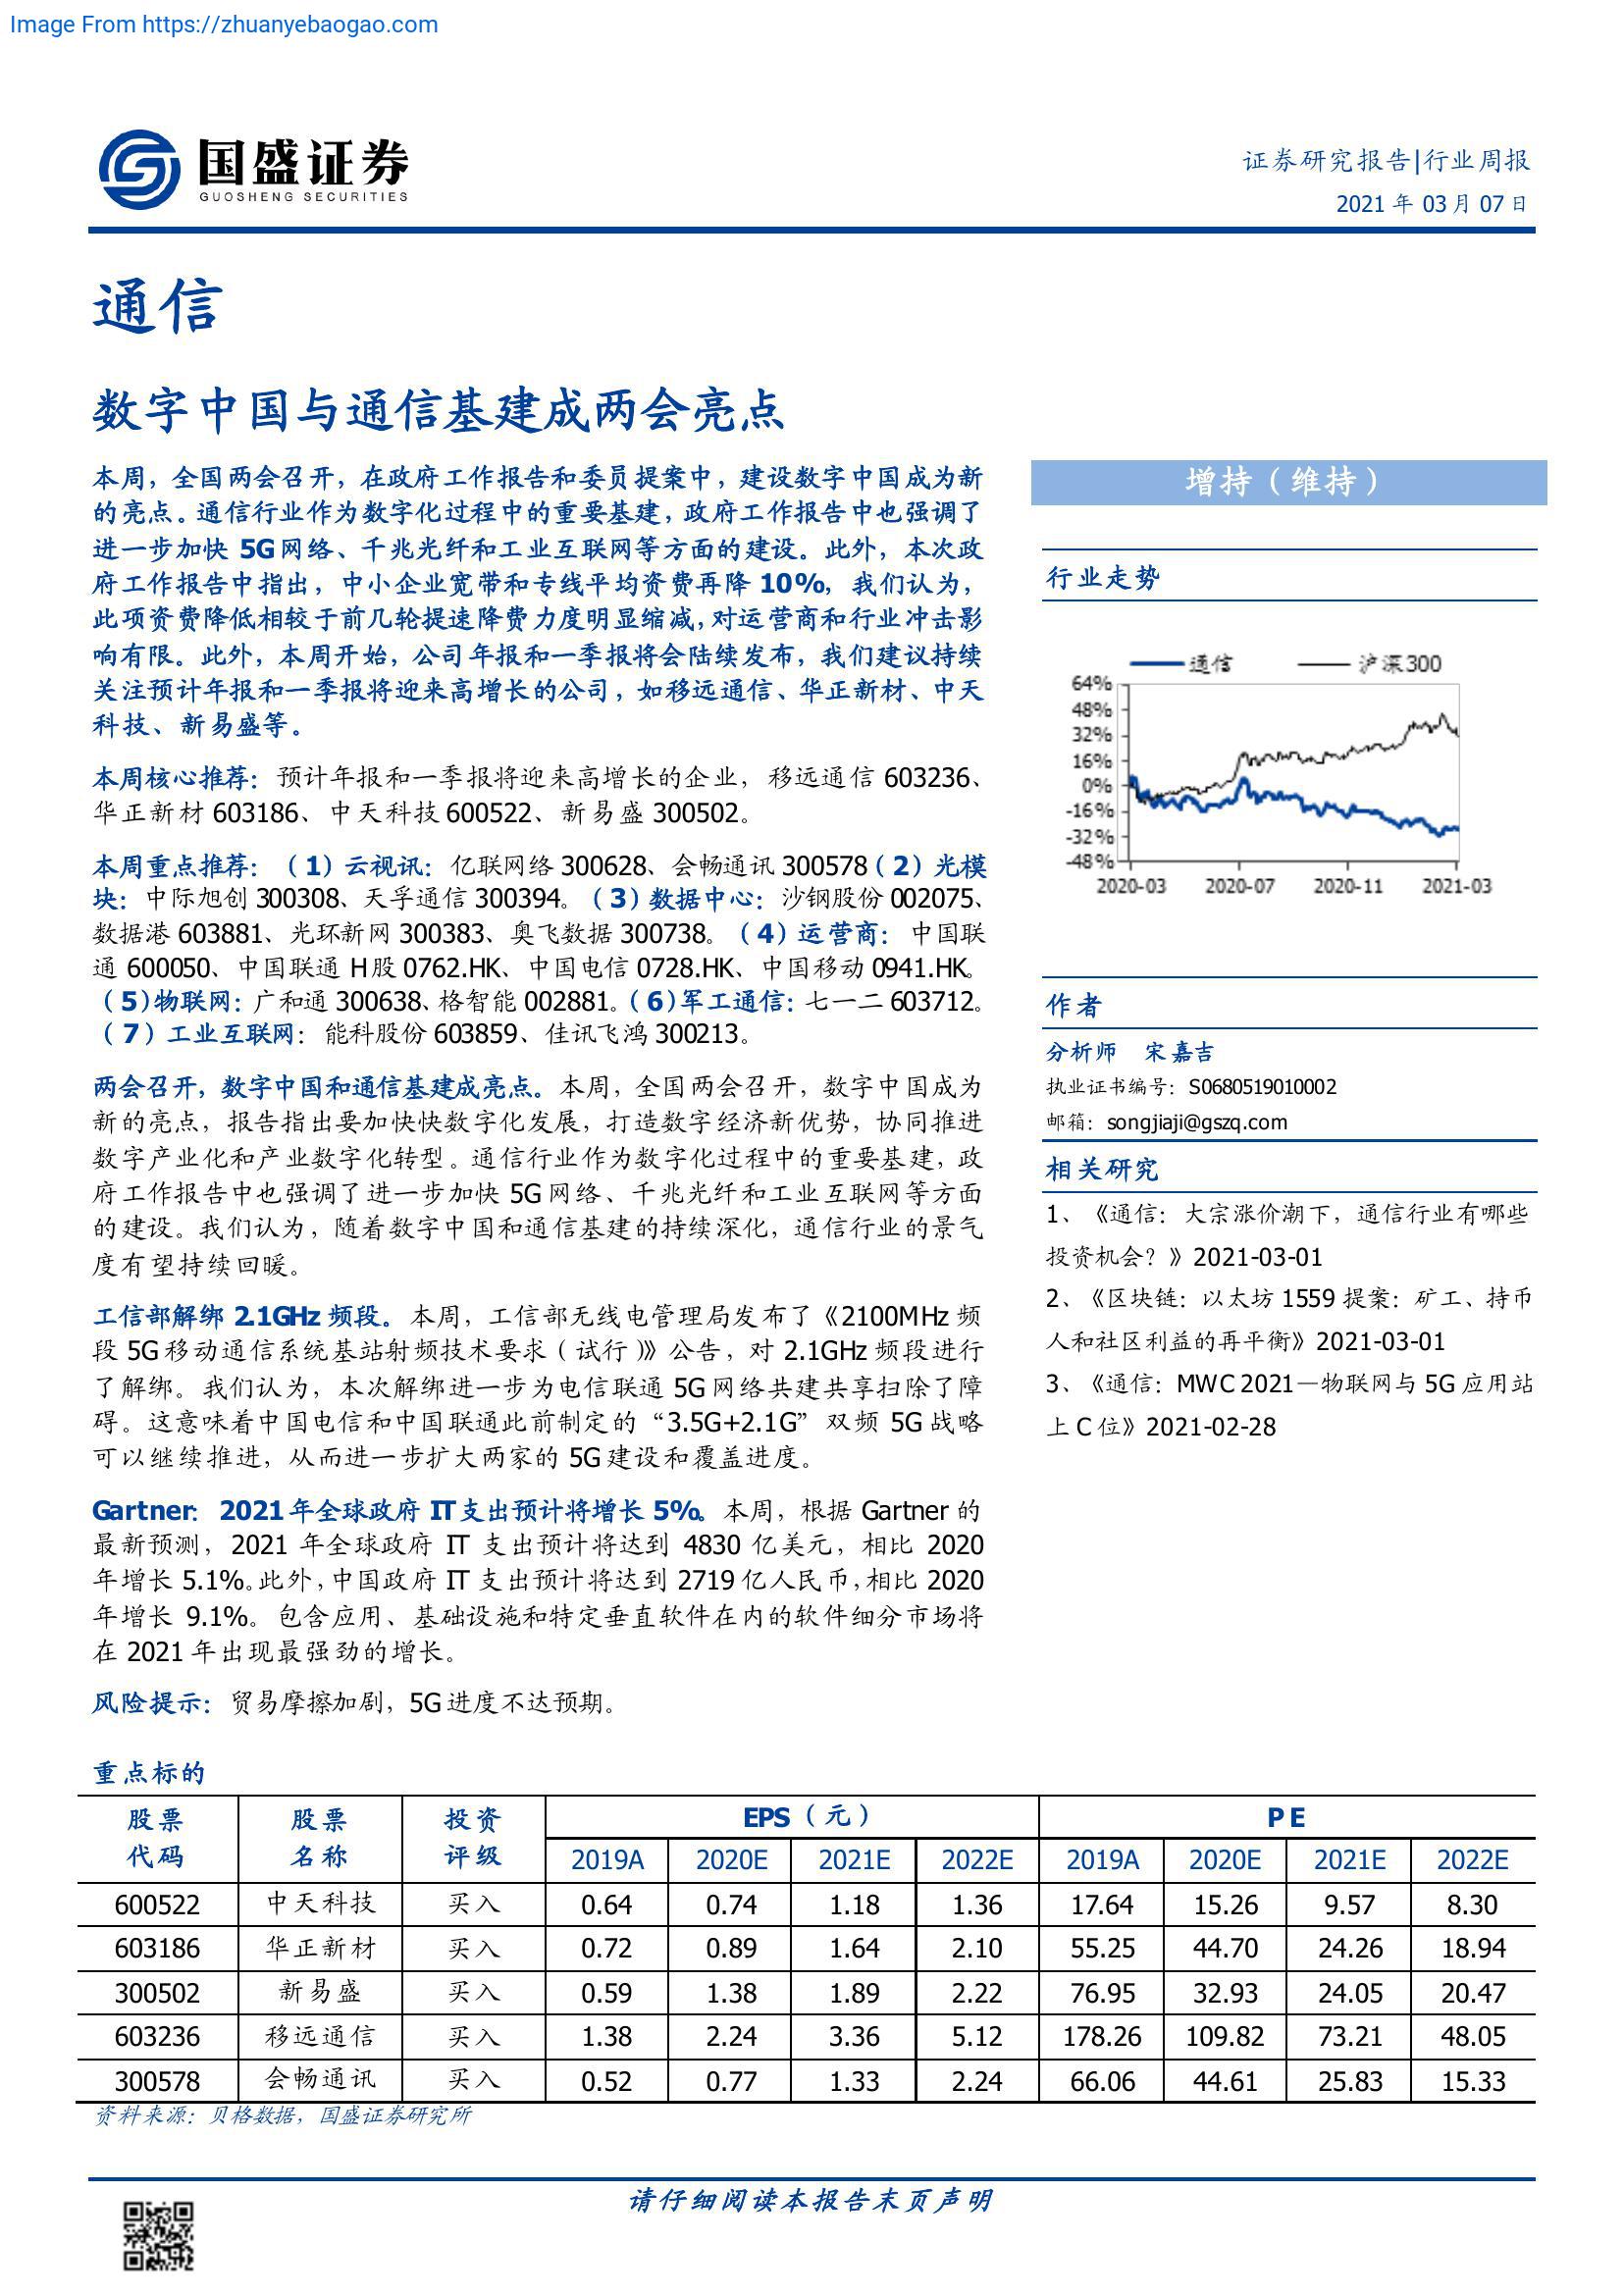 Image From https://zhuanyebaogao.com
国盛证券
GUOSHENG SECURITIES
证券研究报告|行业周报
2021 年 03 月 07 日
通信
数字中国与通信基建成两会亮点
本周，全国两会召开，在政府工作报告和委员提案中，建设数字中国成为新
的亮点。通信行业作为数字化过程中的重要基建，政府工作报告中也强调了
进一步加快 5G 网络、千兆光纤和工业互联网等方面的建设。此外，本次政
府工作报告中指出，中小企业宽带和专线平均资费再降 10%，我们认为，
此项资费降低相较于前几轮提速降费力度明显缩减，对运营商和行业冲击影
响有限。此外，本周开始，公司年报和一季报将会陆续发布，我们建议持续
关注预计年报和一季报将迎来高增长的公司，如移远通信、华正新材、中天
科技、新易盛等。
本周核心推荐：预计年报和一季报将迎来高增长的企业，移远通信 603236、
华正新材 603186、中天科技 600522、新易盛 300502。
本周重点推荐：（1）云视讯：亿联网络 300628、会畅通讯 300578（2）光模
块：中际旭创 300308、天孚通信 300394。（3）数据中心：沙钢股份 002075、
数据港 603881、光环新网 300383、奥飞数据 300738。（4）运营商：中国联
通 600050、中国联通 H 股 0762.HK、中国电信 0728.HK、中国移动 0941.HK。
（5）物联网：广和通 300638、格智能 002881。（6）军工通信：七一二 603712。
（7）工业互联网：能科股份 603859、佳讯飞鸿 300213。
两会召开，数字中国和通信基建成亮点。本周，全国两会召开，数字中国成为
新的亮点，报告指出要加快快数字化发展，打造数字经济新优势，协同推进
数字产业化和产业数字化转型。通信行业作为数字化过程中的重要基建，政
府工作报告中也强调了进一步加快 5G 网络、千兆光纤和工业互联网等方面
的建设。我们认为，随着数字中国和通信基建的持续深化，通信行业的景气
度有望持续回暖。
工信部解绑 2.1GHz 频段。本周，工信部无线电管理局发布了《2100MHz 频
段 5G 移动通信系统基站射频技术要求（试行）》公告，对 2.1GHz 频段进行
了解绑。我们认为，本次解绑进一步为电信联通 5G 网络共建共享扫除了障
碍。这意味着中国电信和中国联通此前制定的“3.5G+2.1G”双频 5G 战略
可以继续推进，从而进一步扩大两家的 5G 建设和覆盖进度。
Gartner：2021 年全球政府 IT 支出预计将增长 5%。本周，根据 Gartner 的
最新预测，2021 年全球政府 IT 支出预计将达到 4830 亿美元，相比 2020
年增长 5.1%。此外，中国政府 IT 支出预计将达到 2719 亿人民币，相比 2020
年增长 9.1%。包含应用、基础设施和特定垂直软件在内的软件细分市场将
在 2021 年出现最强劲的增长。
风险提示：贸易摩擦加剧，5G 进度不达预期。
增持（维持）
行业走势
通信 沪深300
64%
48%
32%
16%
0%
-16%
-32%
-48%
2020-03 2020-07 2020-11 2021-03
作者
分析师 宋嘉吉
执业证书编号：S0680519010002
邮箱：songjiaji@gszq.com
相关研究
1、《通信：大宗涨价潮下，通信行业有哪些
投资机会？》2021-03-01
2、《区块链：以太坊 1559 提案：矿工、持币
人和社区利益的再平衡》2021-03-01
3、《通信：MWC 2021—物联网与 5G 应用站
上 C 位》2021-02-28
重点标的
股票 股票 投资 EPS（元） P E
代码 名称 评级 2019A 2020E 2021E 2022E 2019A 2020E 2021E 2022E
600522 中天科技 买入 0.64 0.74 1.18 1.36 17.64 15.26 9.57 8.30
603186 华正新材 买入 0.72 0.89 1.64 2.10 55.25 44.70 24.26 18.94
300502 新易盛 买入 0.59 1.38 1.89 2.22 76.95 32.93 24.05 20.47
603236 移远通信 买入 1.38 2.24 3.36 5.12 178.26 109.82 73.21 48.05
300578 会畅通讯 买入 0.52 0.77 1.33 2.24 66.06 44.61 25.83 15.33
资料来源：贝格数据，国盛证券研究所
请仔细阅读本报告末页声明